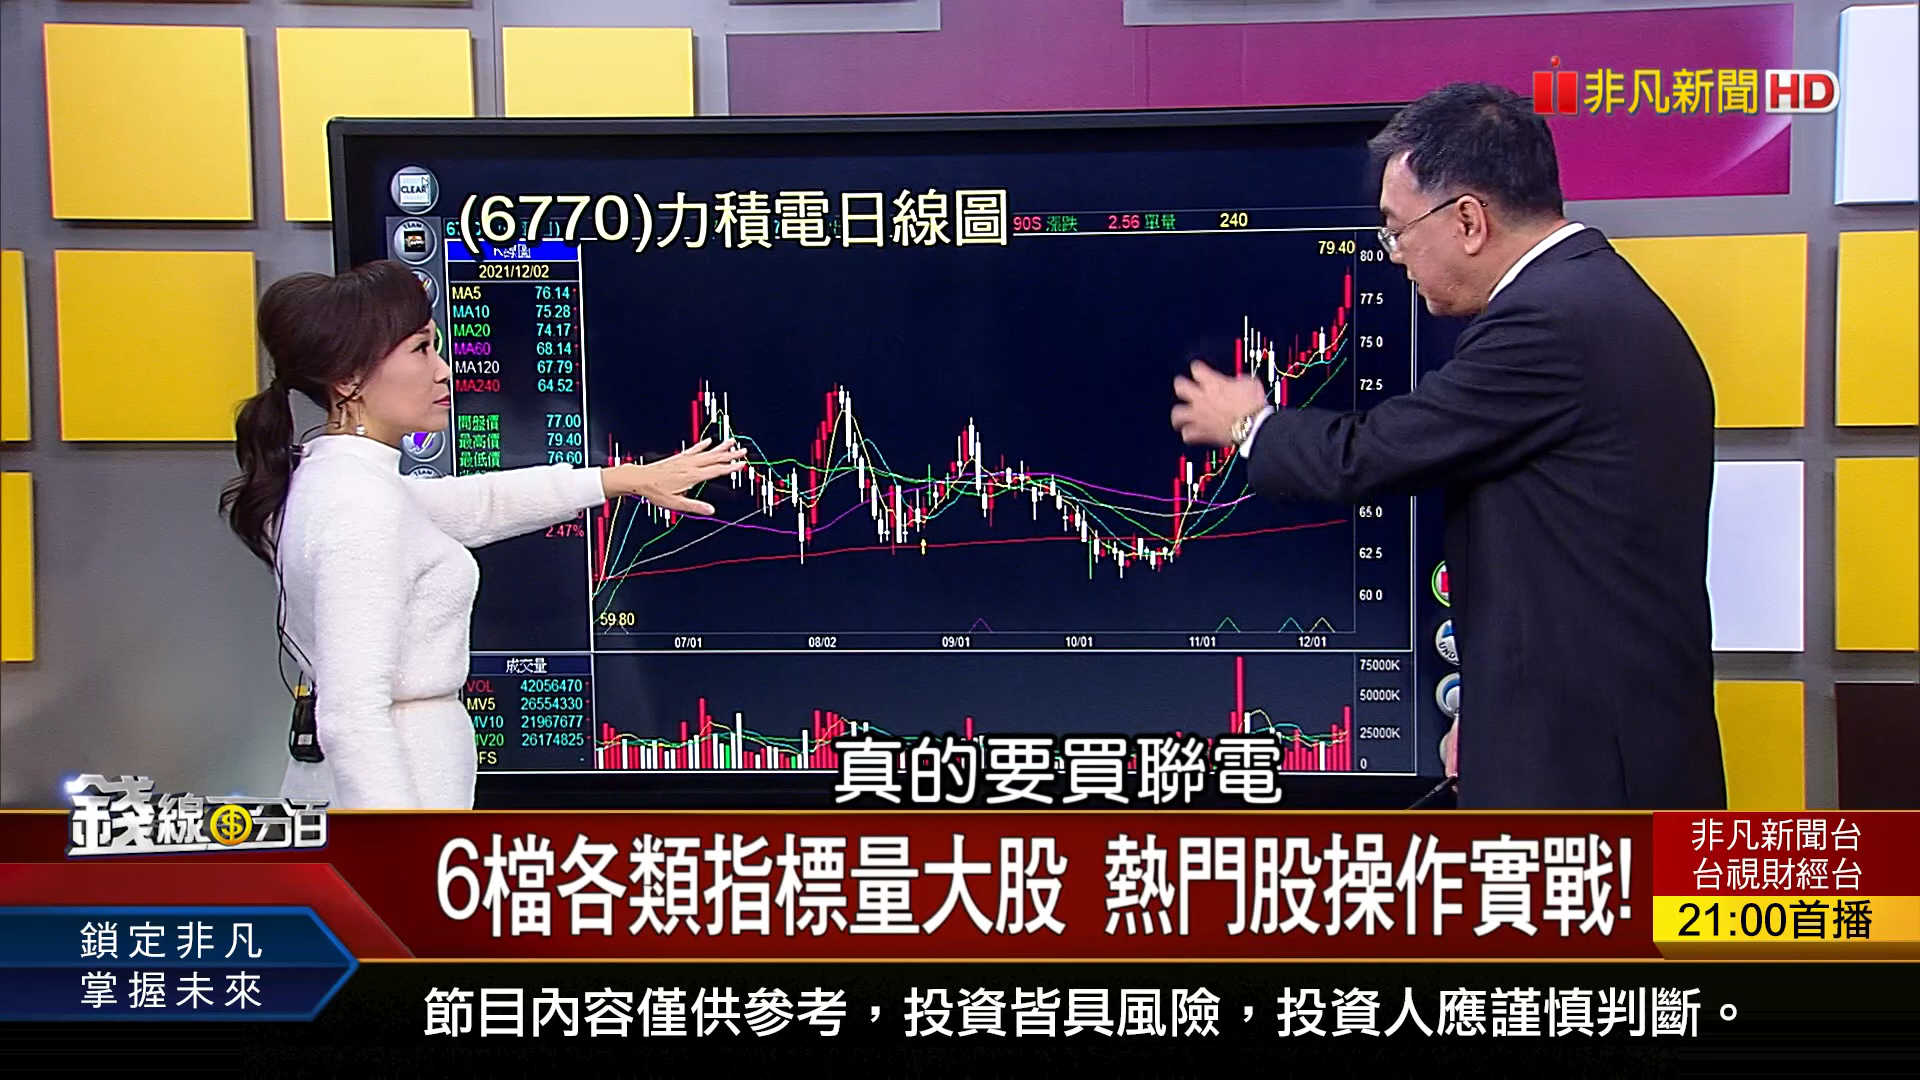 非凡新聞HD
CLEAR
(6770)力積電日線圖
90S 漲跌 2.56 單量 240
K線圖
2021/12/02
MA5 76.14
MA10 75.28
MA20 74.17
MA60 68.14
MA120 67.79
MA240 64.52
開盤價 77.00
最高價 79.40
最低價 76.60
2.47%
79.40
80.0
77.5
75.0
72.5
65.0
62.5
60.0
59.80
07/01 08/02 09/01 10/01 11/01 12/01
成交量
VOL 42056470
MV5 26554330
MV10 21967677
MV20 26174825
75000K
50000K
25000K
0
真的要買聯電
錢線百分百
6檔各類指標量大股 熱門股操作實戰!
非凡新聞台
台視財經台
21:00首播
鎖定非凡
掌握未來
節目內容僅供參考，投資皆具風險，投資人應謹慎判斷。